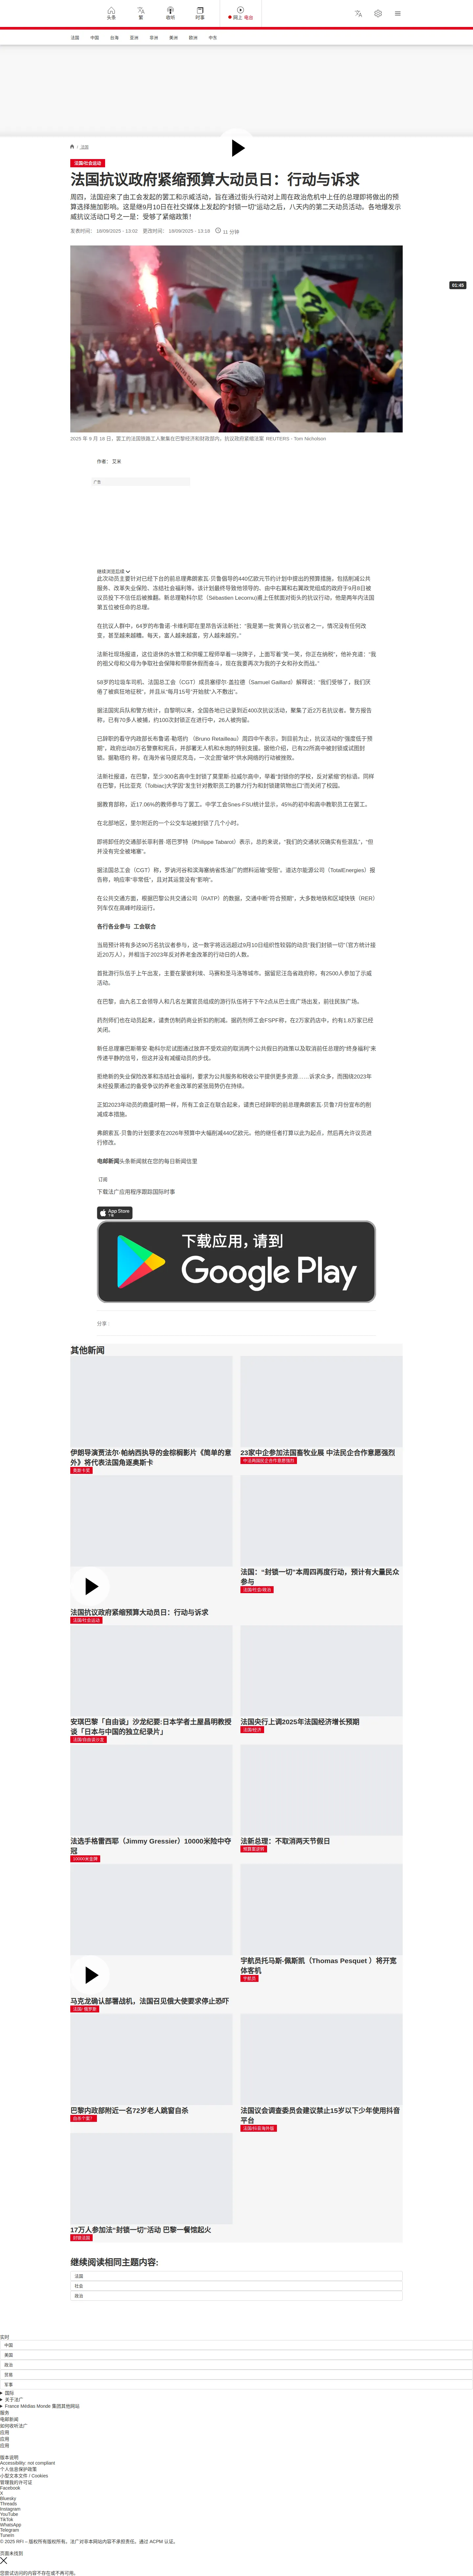 头条
繁
收听
时事
网上 电台
法国
中国
台海
亚洲
非洲
美洲
欧洲
中东
/ 法国
法国/社会运动
法国抗议政府紧缩预算大动员日：行动与诉求
周四，法国迎来了由工会发起的罢工和示威活动，旨在通过街头行动对上周在政治危机中上任的总理即将做出的预
算选择施加影响。这是继9月10日在社交媒体上发起的“封锁一切”运动之后，八天内的第二天动员活动。各地爆发示
威抗议活动口号之一是：受够了紧缩政策！
发表时间： 18/09/2025 - 13:02 更改时间： 18/09/2025 - 13:18 11 分钟
01:45
2025 年 9 月 18 日，罢工的法国铁路工人聚集在巴黎经济和财政部内。抗议政府紧缩法案 REUTERS - Tom Nicholson
作者： 艾米
广告
继续浏览后续
此次动员主要针对已经下台的前总理弗朗索瓦·贝鲁倡导的440亿欧元节约计划中提出的预算措施，包括削减公共
服务、改革失业保险、冻结社会福利等。该计划最终导致他领导的、由中右翼和右翼政党组成的政府于9月8日被
议员投下不信任后被推翻。新总理勒科尔尼（Sébastien Lecornu)甫上任就面对街头的抗议行动，他是两年内法国
第五位被任命的总理。
在抗议人群中，64岁的布鲁诺·卡维利耶在里昂告诉法新社：“我是第一批‘黄背心’抗议者之一，情况没有任何改
变，甚至越来越糟。每天，富人越来越富，穷人越来越穷。”
法新社现场报道，这位退休的水管工和供暖工程师举着一块牌子，上面写着“笑一笑，你正在纳税”，他补充道：“我
的祖父母和父母为争取社会保障和带薪休假而奋斗，现在我要再次为我的子女和孙女而战。”
58岁的垃圾车司机、法国总工会（CGT）成员塞缪尔·盖拉德（Samuel Gaillard）解释说：“我们受够了，我们厌
倦了被疯狂地征税”，并且从“每月15号”开始就“入不敷出”。
据法国宪兵队和警方统计，自黎明以来，全国各地已记录到近400次抗议活动，聚集了近2万名抗议者。警方报告
称，已有70多人被捕，约100次封锁正在进行中，26人被拘留。
已辞职的看守内政部长布鲁诺·勒塔约 （Bruno Retailleau）周四中午表示，到目前为止，抗议活动的“强度低于预
期”，政府出动8万名警察和宪兵，并部署无人机和水炮的特别支援。据他介绍，已有22所高中被封锁或试图封
锁。据勒塔约 称，在海外省马提尼克岛，一次企图“破坏”供水网络的行动被挫败。
法新社报道，在巴黎，至少300名高中生封锁了莫里斯·拉威尔高中，举着“封锁你的学校，反对紧缩”的标语。同样
在巴黎，托比亚克（Tolbiac)大学因“发生针对教职员工的暴力行为和封锁建筑物出口”而关闭了校园。
据教育部称，近17.06%的教师参与了罢工。中学工会Snes-FSU统计显示，45%的初中和高中教职员工在罢工。
在北部地区，里尔附近的一个公交车站被封锁了几个小时。
即将卸任的交通部长菲利普·塔巴罗特（Philippe Tabarot）表示，总的来说，“我们的交通状况确实有些混乱”，“但
并没有完全被堵塞”。
据法国总工会（CGT）称，罗讷河谷和滨海塞纳省炼油厂的燃料运输“受阻”。道达尔能源公司（TotalEnergies）报
告称，响应率“非常低”，且对其运营没有“影响”。
在公共交通方面，根据巴黎公共交通公司（RATP）的数据，交通中断“符合预期”，大多数地铁和区域快铁（RER）
列车仅在高峰时段运行。
各行各业参与 工会联合
当局预计将有多达90万名抗议者参与，这一数字将远远超过9月10日组织性较弱的动员“我们封锁一切”（官方统计接
近20万人），并相当于2023年反对养老金改革的行动日的人数。
首批游行队伍于上午出发，主要在蒙彼利埃、马赛和圣马洛等城市。据留尼汪岛省政府称，有2500人参加了示威
活动。
在巴黎，由九名工会领导人和几名左翼官员组成的游行队伍将于下午2点从巴士底广场出发，前往民族广场。
药剂师们也在动员起来，谴责仿制药商业折扣的削减。据药剂师工会FSPF称，在2万家药店中，约有1.8万家已经
关闭。
新任总理塞巴斯蒂安·勒科尔尼试图通过放弃不受欢迎的取消两个公共假日的政策以及取消前任总理的“终身福利”来
传递平静的信号，但这并没有减缓动员的步伐。
拒绝新的失业保险改革和冻结社会福利，要求为公共服务和税收公平提供更多资源……诉求众多，而围绕2023年
未经投票通过的备受争议的养老金改革的紧张局势仍在持续。
正如2023年动员的鼎盛时期一样，所有工会正在联合起来。谴责已经辞职的前总理弗朗索瓦·贝鲁7月份宣布的削
减成本措施。
弗朗索瓦·贝鲁的计划要求在2026年预算中大幅削减440亿欧元。他的继任者打算以此为起点，然后再允许议员进
行修改。
电邮新闻头条新闻就在您的每日新闻信里
订阅
下载法广应用程序跟踪国际时事
App Store
下载应用，请到
Google Play
分享 :
其他新闻
伊朗导演贾法尔·帕纳西执导的金棕榈影片《简单的意
外》将代表法国角逐奥斯卡
奥斯卡奖
23家中企参加法国畜牧业展 中法民企合作意愿强烈
中法两国民企合作意愿强烈
法国抗议政府紧缩预算大动员日：行动与诉求
法国/社会运动
法国：“封锁一切”本周四再度行动，预计有大量民众
参与
法国/社会/政治
安琪巴黎「自由谈」沙龙纪要:日本学者土屋昌明教授
谈「日本与中国的独立纪录片」
法国/自由谈沙龙
法国央行上调2025年法国经济增长预期
法国/经济
法选手格雷西耶（Jimmy Gressier）10000米险中夺
冠
10000米金牌
法新总理：不取消两天节假日
预算案逆转
马克龙确认部署战机，法国召见俄大使要求停止恐吓
法国/ 俄罗斯
宇航员托马斯-佩斯凯（Thomas Pesquet ）将开宽
体客机
宇航员
巴黎内政部附近一名72岁老人跳窗自杀
自杀个案?
法国议会调查委员会建议禁止15岁以下少年使用抖音
平台
法国/抖音海外版
17万人参加法“封锁一切”活动 巴黎一餐馆起火
封锁法国
继续阅读相同主题内容:
法国
社会
政治
实时
中国
美国
政治
贸易
军事
国际
关于法广
France Médias Monde 集团其他网站
服务
电邮新闻
如何收听法广
应用
应用
应用
版本说明
Accessibility: not compliant
个人信息保护政策
小型文本文件 / Cookies
管理我的许可证
Facebook
X
Bluesky
Threads
Instagram
YouTube
TikTok
WhatsApp
Telegram
TuneIn
© 2025 RFI – 版权所有版权所有。法广对非本网站内容不承担责任。通过 ACPM 认证。
页面未找到
您尝试访问的内容不存在或不再可用。